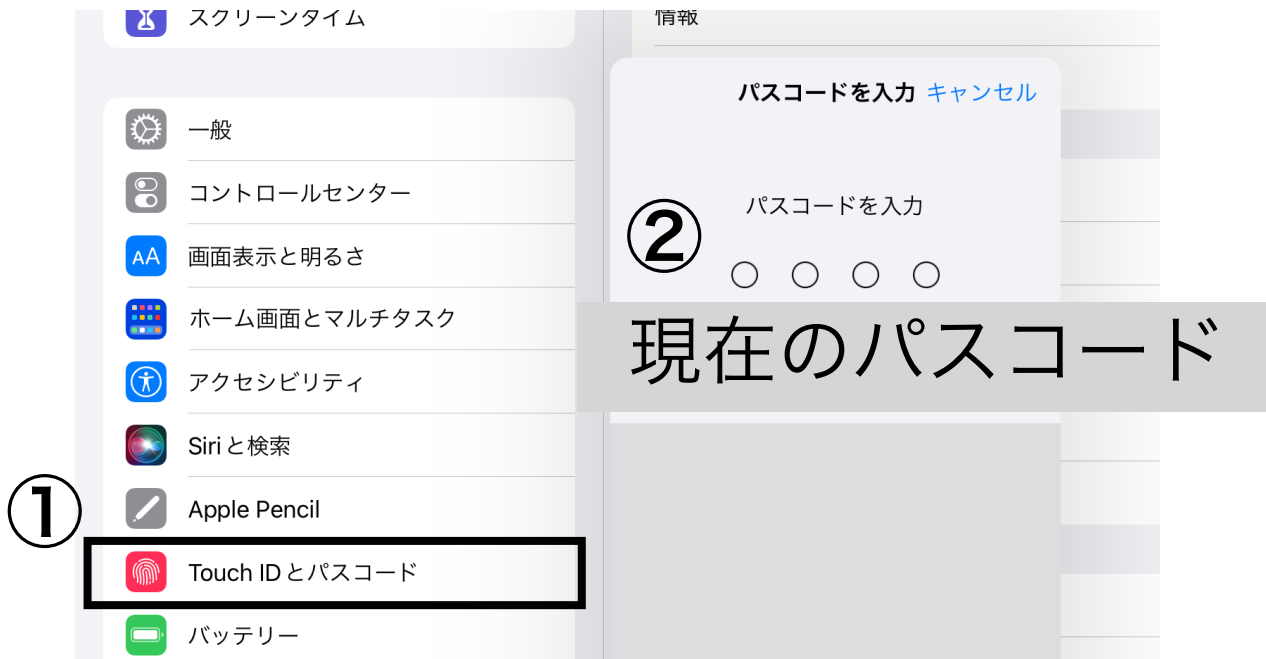 スクリーンタイム
一般
コントロールセンター
AA 画面表示と明るさ
ホーム画面とマルチタスク
アクセシビリティ
Siriと検索
Apple Pencil
①
Touch IDとパスコード
バッテリー
情報
パスコードを入力 キャンセル
パスコードを入力
②
現在のパスコード